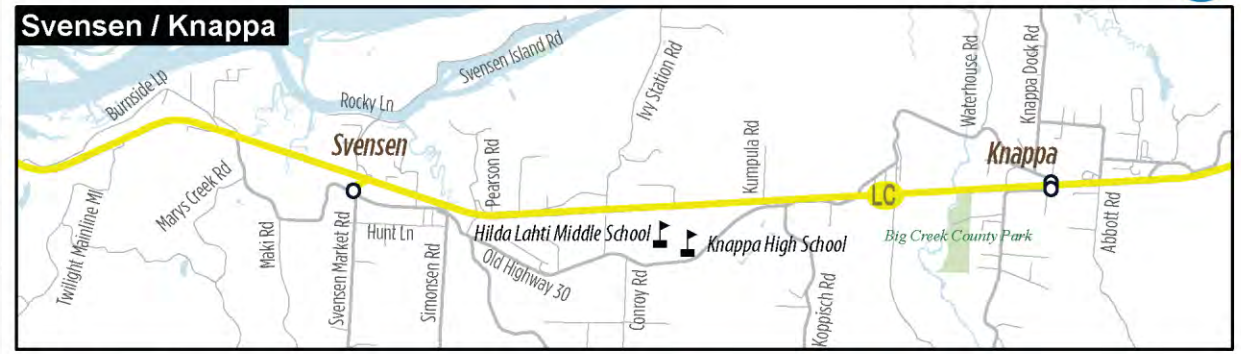 Svensen / Knappa
Burnside Lp
Rocky Ln
Svensen Island Rd
Ivy Station Rd
Waterhouse Rd
Knappa Dock Rd
Svensen
Knappa
Twilight Mainline Ml
Marys Creek Rd
Maki Rd
Svensen Market Rd
Hunt Ln
Simonsen Rd
Pearson Rd
Hilda Lahti Middle School
Knappa High School
Old Highway 30
Conroy Rd
Kumpula Rd
Koppisch Rd
LC
Big Creek County Park
Abbott Rd